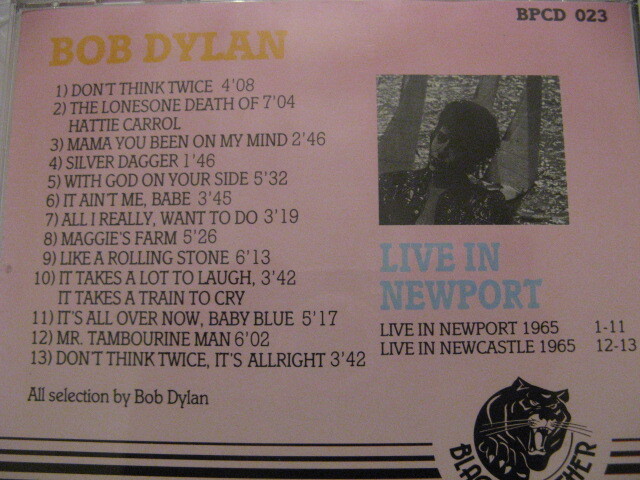 BPCD 023
BOB DYLAN
1) DON'T THINK TWICE 4'08
2) THE LONESONE DEATH OF 7'04
HATTIE CARROL
3) MAMA YOU BEEN ON MY MIND 2'46
4) SILVER DAGGER 1'46
5) WITH GOD ON YOUR SIDE 5'32
6) IT AIN'T ME, BABE 3'45
7) ALL I REALLY, WANT TO DO 3'19
8) MAGGIE'S FARM 5'26
9) LIKE A ROLLING STONE 6'13
10) IT TAKES A LOT TO LAUGH, 3'42
IT TAKES A TRAIN TO CRY
11) IT'S ALL OVER NOW, BABY BLUE 5'17
12) MR. TAMBOURINE MAN 6'02
13) DON'T THINK TWICE, IT'S ALLRIGHT 3'42
All selection by Bob Dylan
LIVE IN
NEWPORT
LIVE IN NEWPORT 1965 1-11
LIVE IN NEWCASTLE 1965 12-13